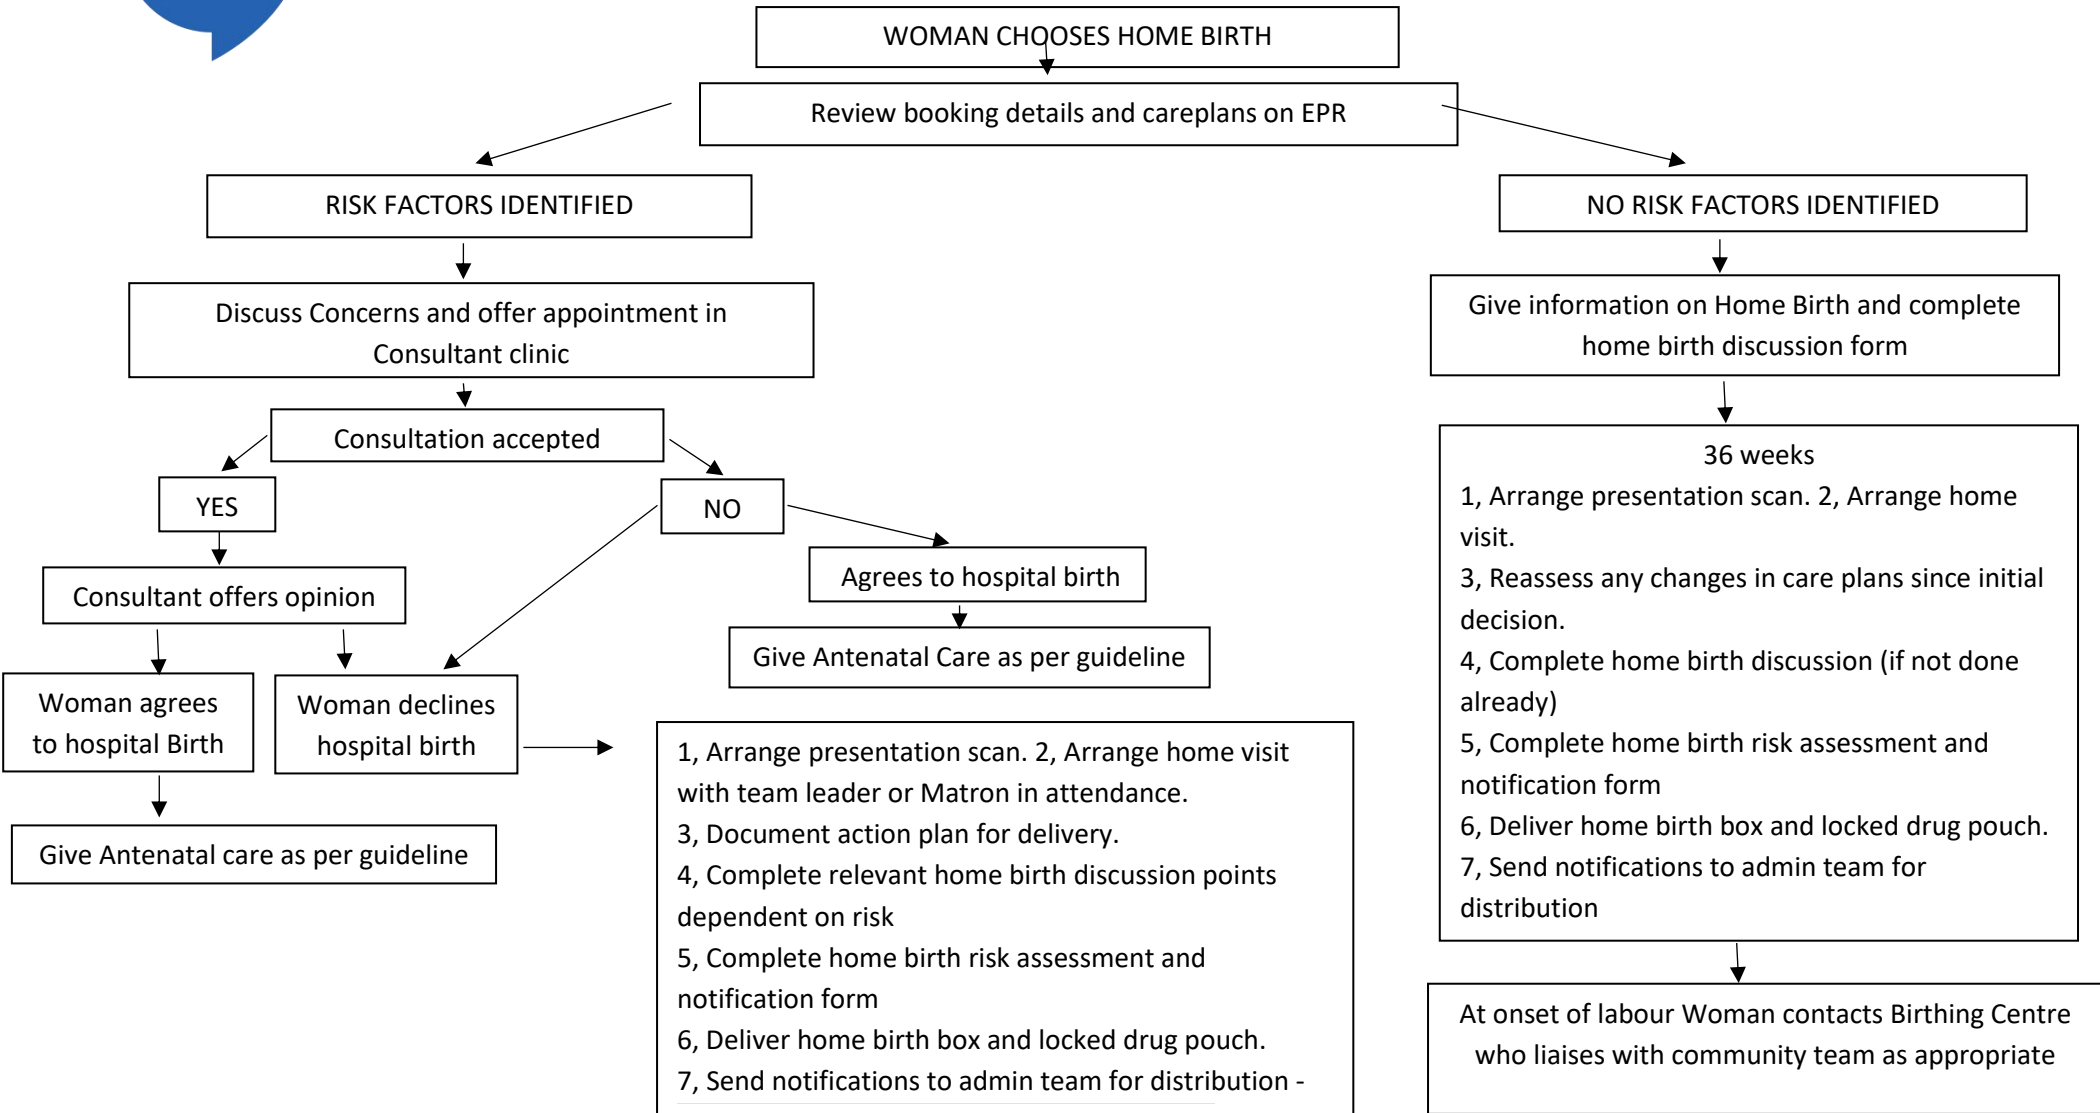 WOMAN CHOOSES HOME BIRTH
Review booking details and careplans on EPR
RISK FACTORS IDENTIFIED
NO RISK FACTORS IDENTIFIED
Discuss Concerns and offer appointment in
Consultant clinic
Give information on Home Birth and complete
home birth discussion form
Consultation accepted
YES
NO
Consultant offers opinion
Agrees to hospital birth
Give Antenatal Care as per guideline
Woman agrees
to hospital Birth
Woman declines
hospital birth
Give Antenatal care as per guideline
1, Arrange presentation scan. 2, Arrange home visit
with team leader or Matron in attendance.
3, Document action plan for delivery.
4, Complete relevant home birth discussion points
dependent on risk
5, Complete home birth risk assessment and
notification form
6, Deliver home birth box and locked drug pouch.
7, Send notifications to admin team for distribution -
36 weeks
1, Arrange presentation scan. 2, Arrange home
visit.
3, Reassess any changes in care plans since initial
decision.
4, Complete home birth discussion (if not done
already)
5, Complete home birth risk assessment and
notification form
6, Deliver home birth box and locked drug pouch.
7, Send notifications to admin team for
distribution
At onset of labour Woman contacts Birthing Centre
who liaises with community team as appropriate